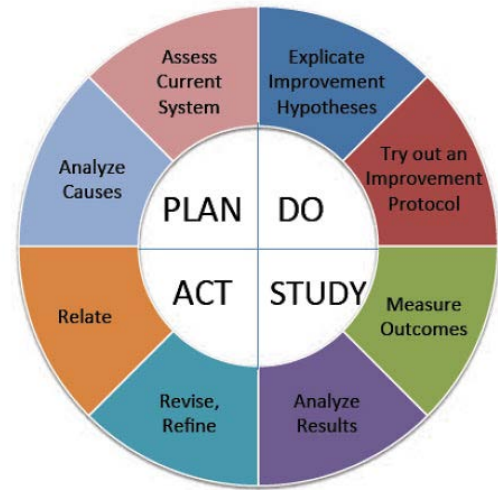 Assess
Current
System
Explicate
Improvement
Hypotheses
Analyze
Causes
Try out an
Improvement
Protocol
PLAN
DO
ACT
STUDY
Relate
Measure
Outcomes
Revise,
Refine
Analyze
Results